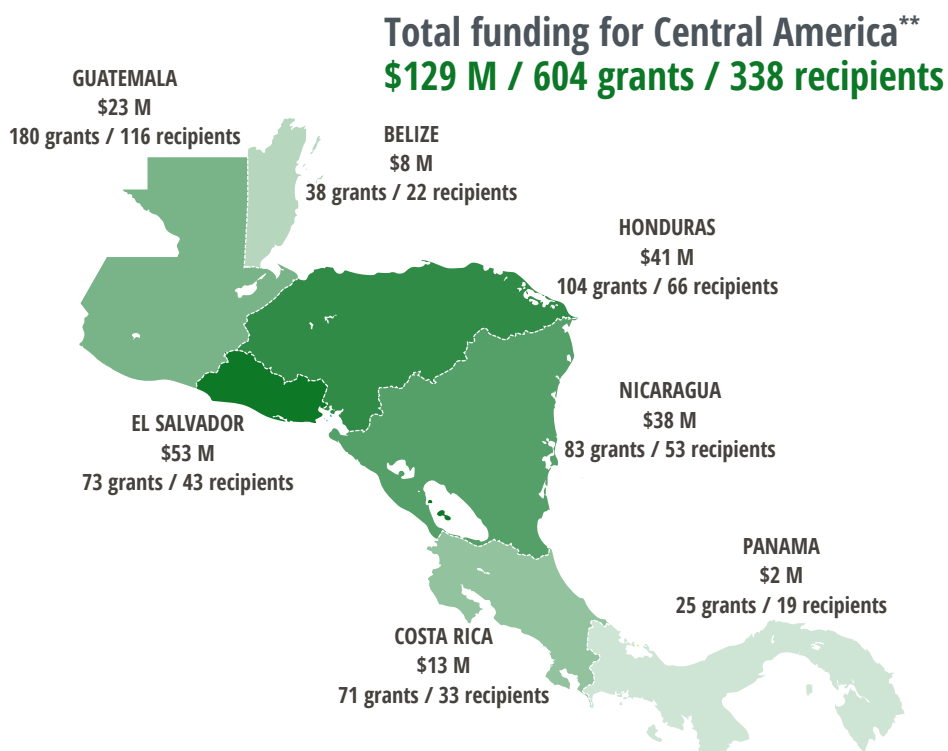 Total funding for Central America**
$129 M / 604 grants / 338 recipients
GUATEMALA
$23 M
180 grants / 116 recipients
BELIZE
$8 M
38 grants / 22 recipients
HONDURAS
$41 M
104 grants / 66 recipients
NICARAGUA
$38 M
83 grants / 53 recipients
EL SALVADOR
$53 M
73 grants / 43 recipients
PANAMA
$2 M
25 grants / 19 recipients
COSTA RICA
$13 M
71 grants / 33 recipients